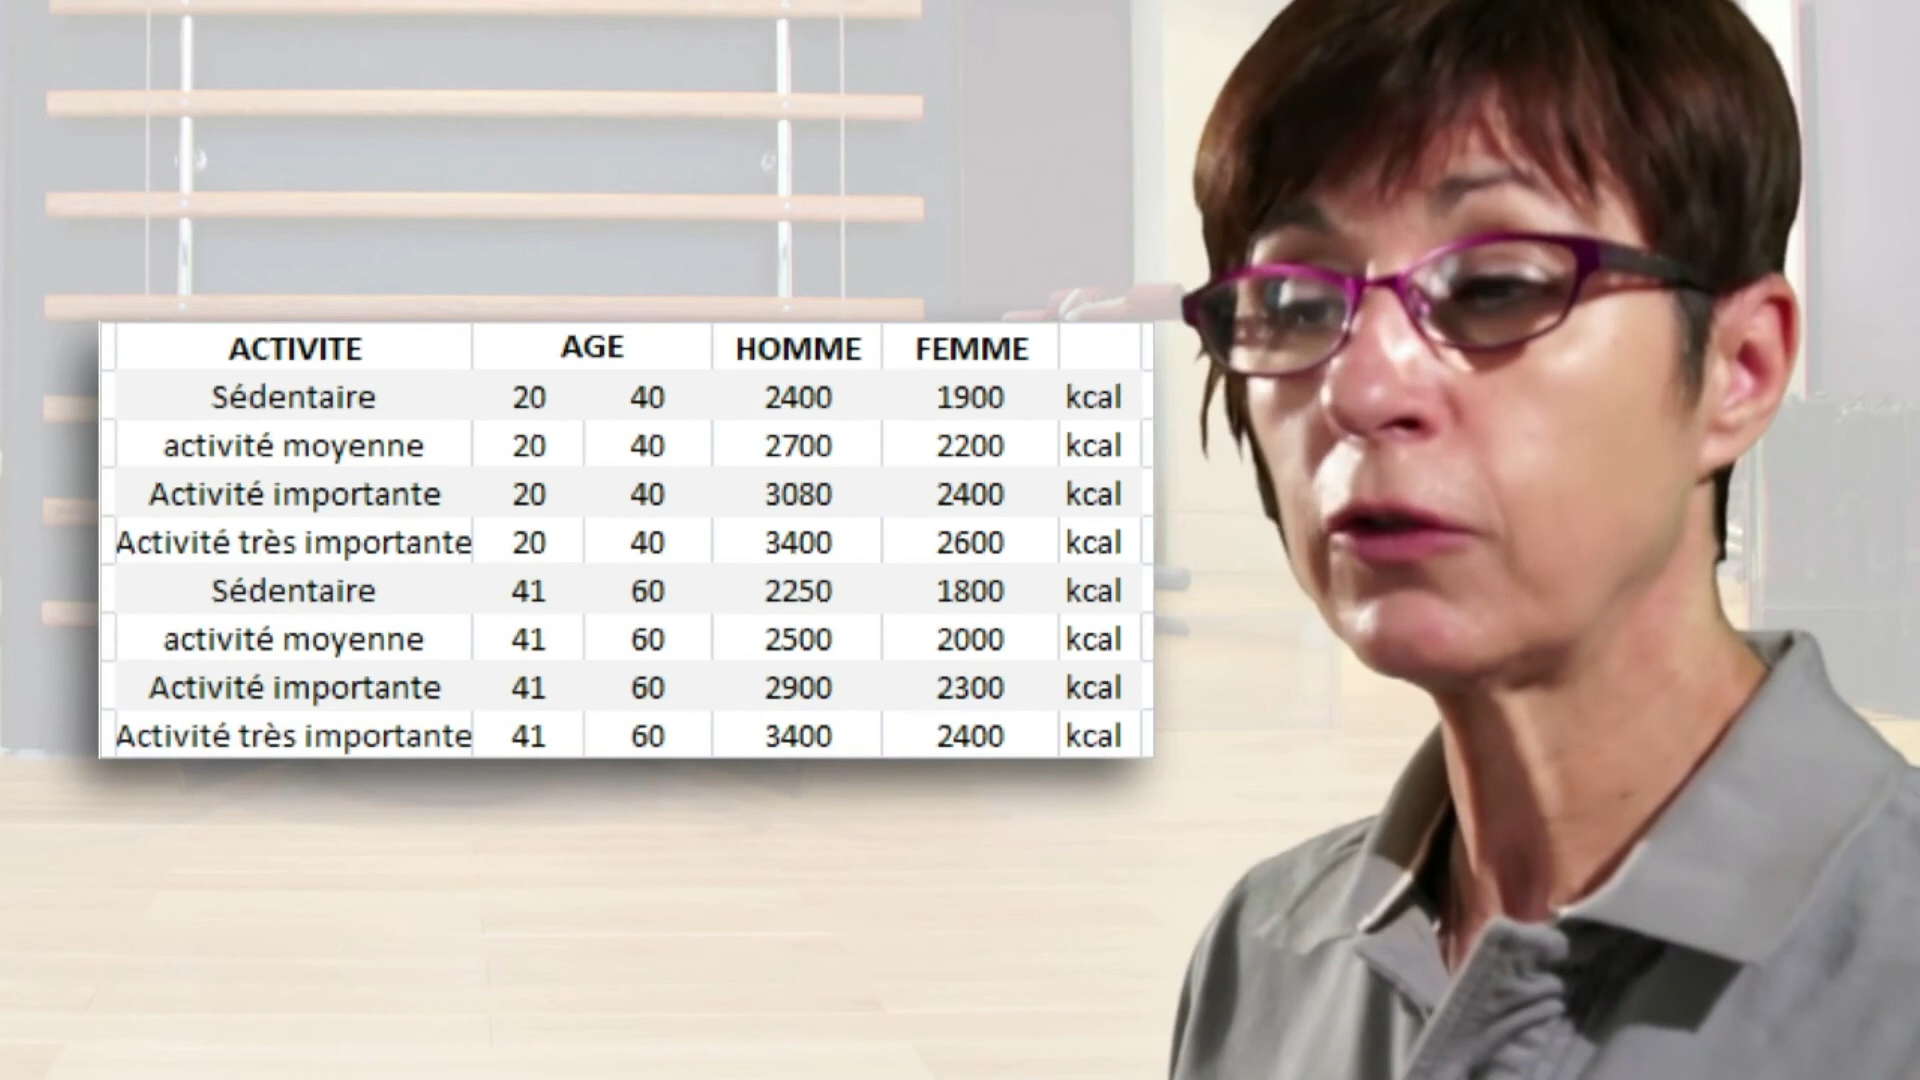 ACTIVITE AGE HOMME FEMME
Sédentaire 20 40 2400 1900 kcal
activité moyenne 20 40 2700 2200 kcal
Activité importante 20 40 3080 2400 kcal
Activité très importante 20 40 3400 2600 kcal
Sédentaire 41 60 2250 1800 kcal
activité moyenne 41 60 2500 2000 kcal
Activité importante 41 60 2900 2300 kcal
Activité très importante 41 60 3400 2400 kcal